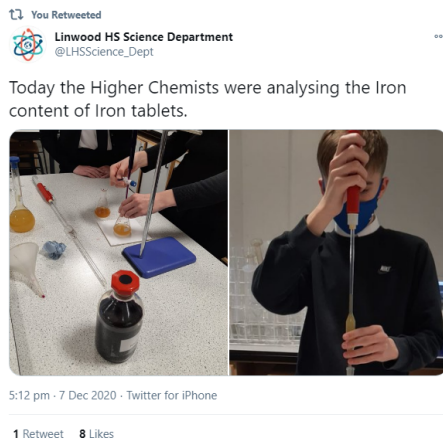 You Retweeted
Linwood HS Science Department
@LHSScience_Dept
Today the Higher Chemists were analysing the Iron
content of Iron tablets.
5:12 pm · 7 Dec 2020 · Twitter for iPhone
1 Retweet 8 Likes